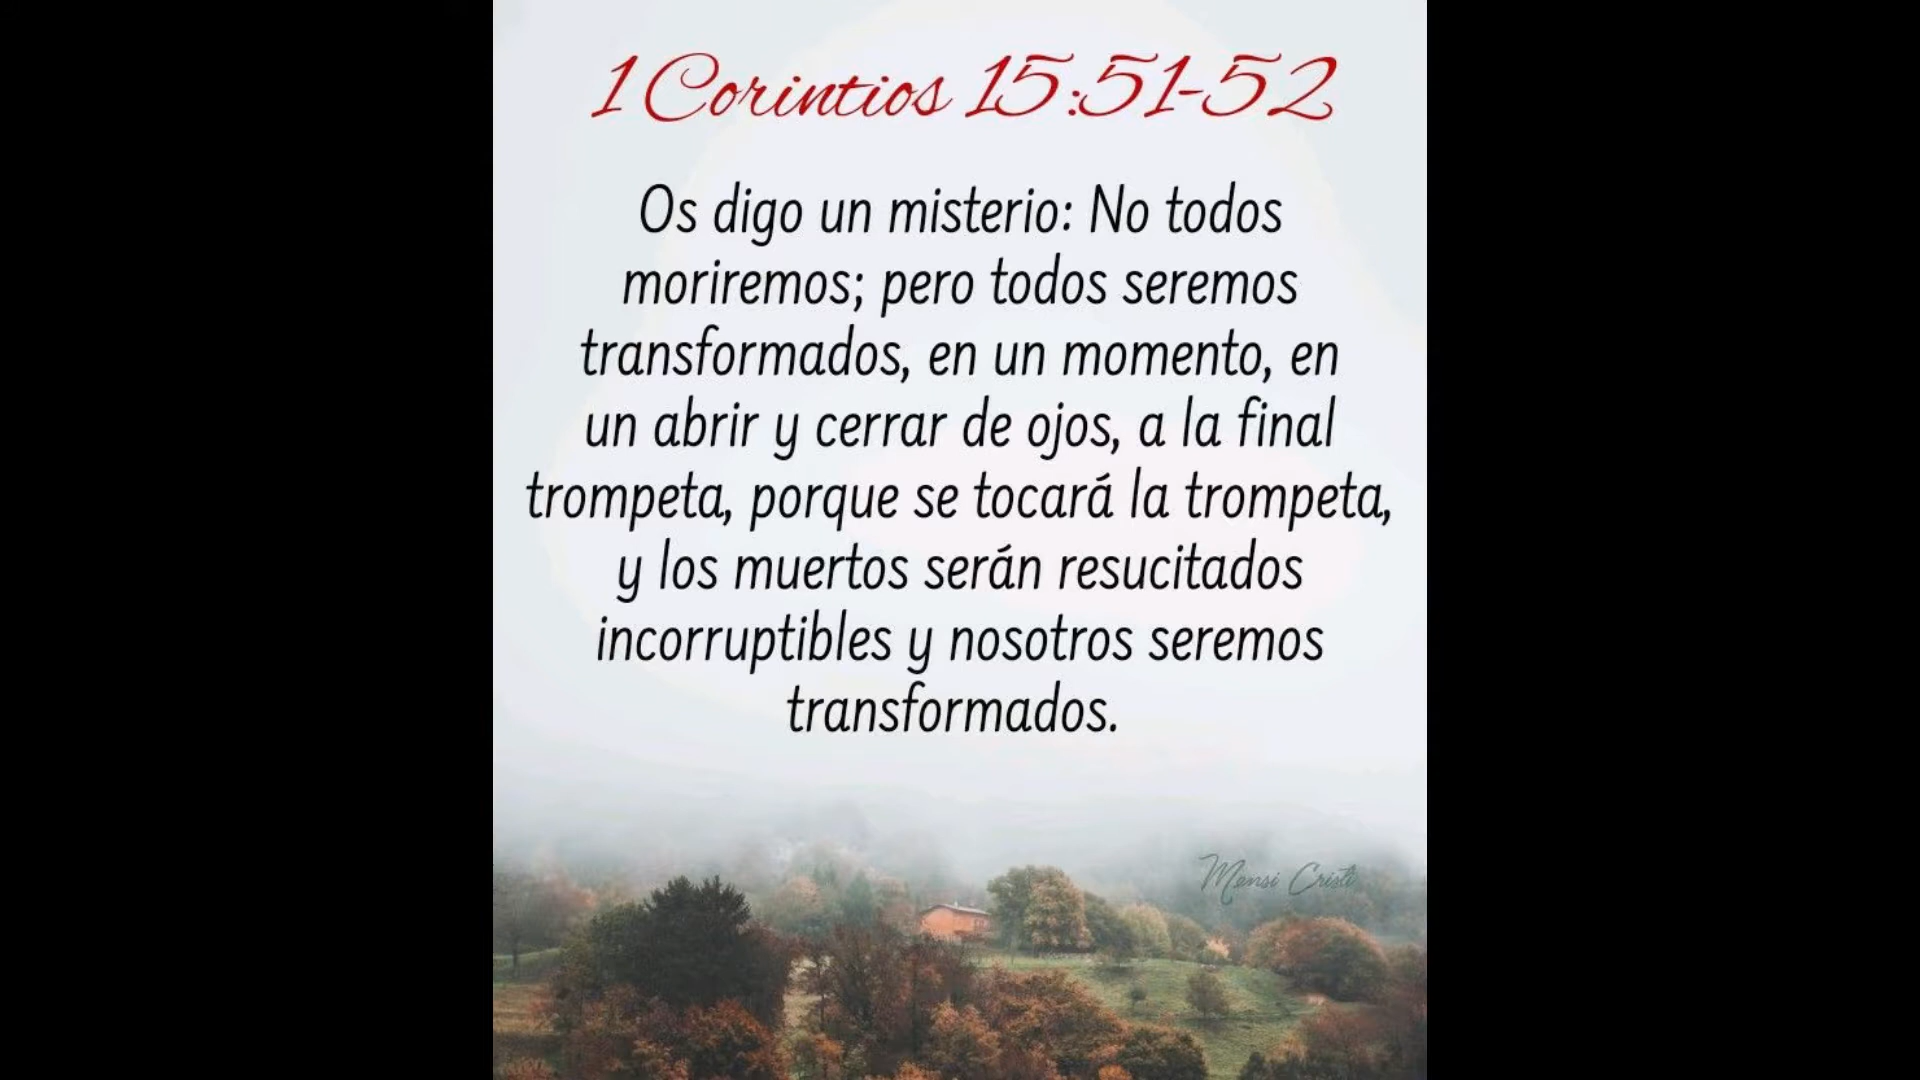 1 Corintios 15:51-52
Os digo un misterio: No todos
moriremos; pero todos seremos
transformados, en un momento, en
un abrir y cerrar de ojos, a la final
trompeta, porque se tocará la trompeta,
y los muertos serán resucitados
incorruptibles y nosotros seremos
transformados.
Mensi Cristi